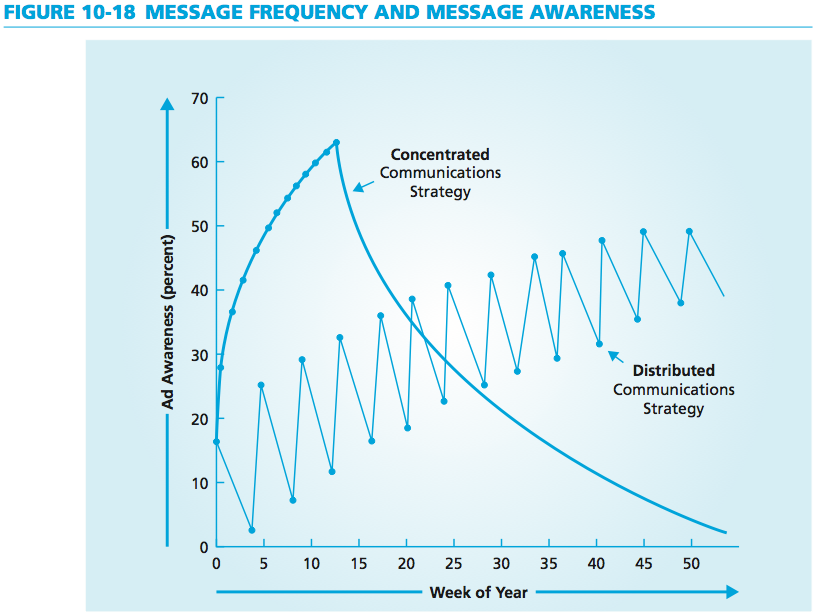 FIGURE 10-18 MESSAGE FREQUENCY AND MESSAGE AWARENESS
70
60
50
40
30
20
10
0
Ad Awareness (percent)
Concentrated
Communications
Strategy
Distributed
Communications
Strategy
0 5 10 15 20 25 30 35 40 45 50
Week of Year